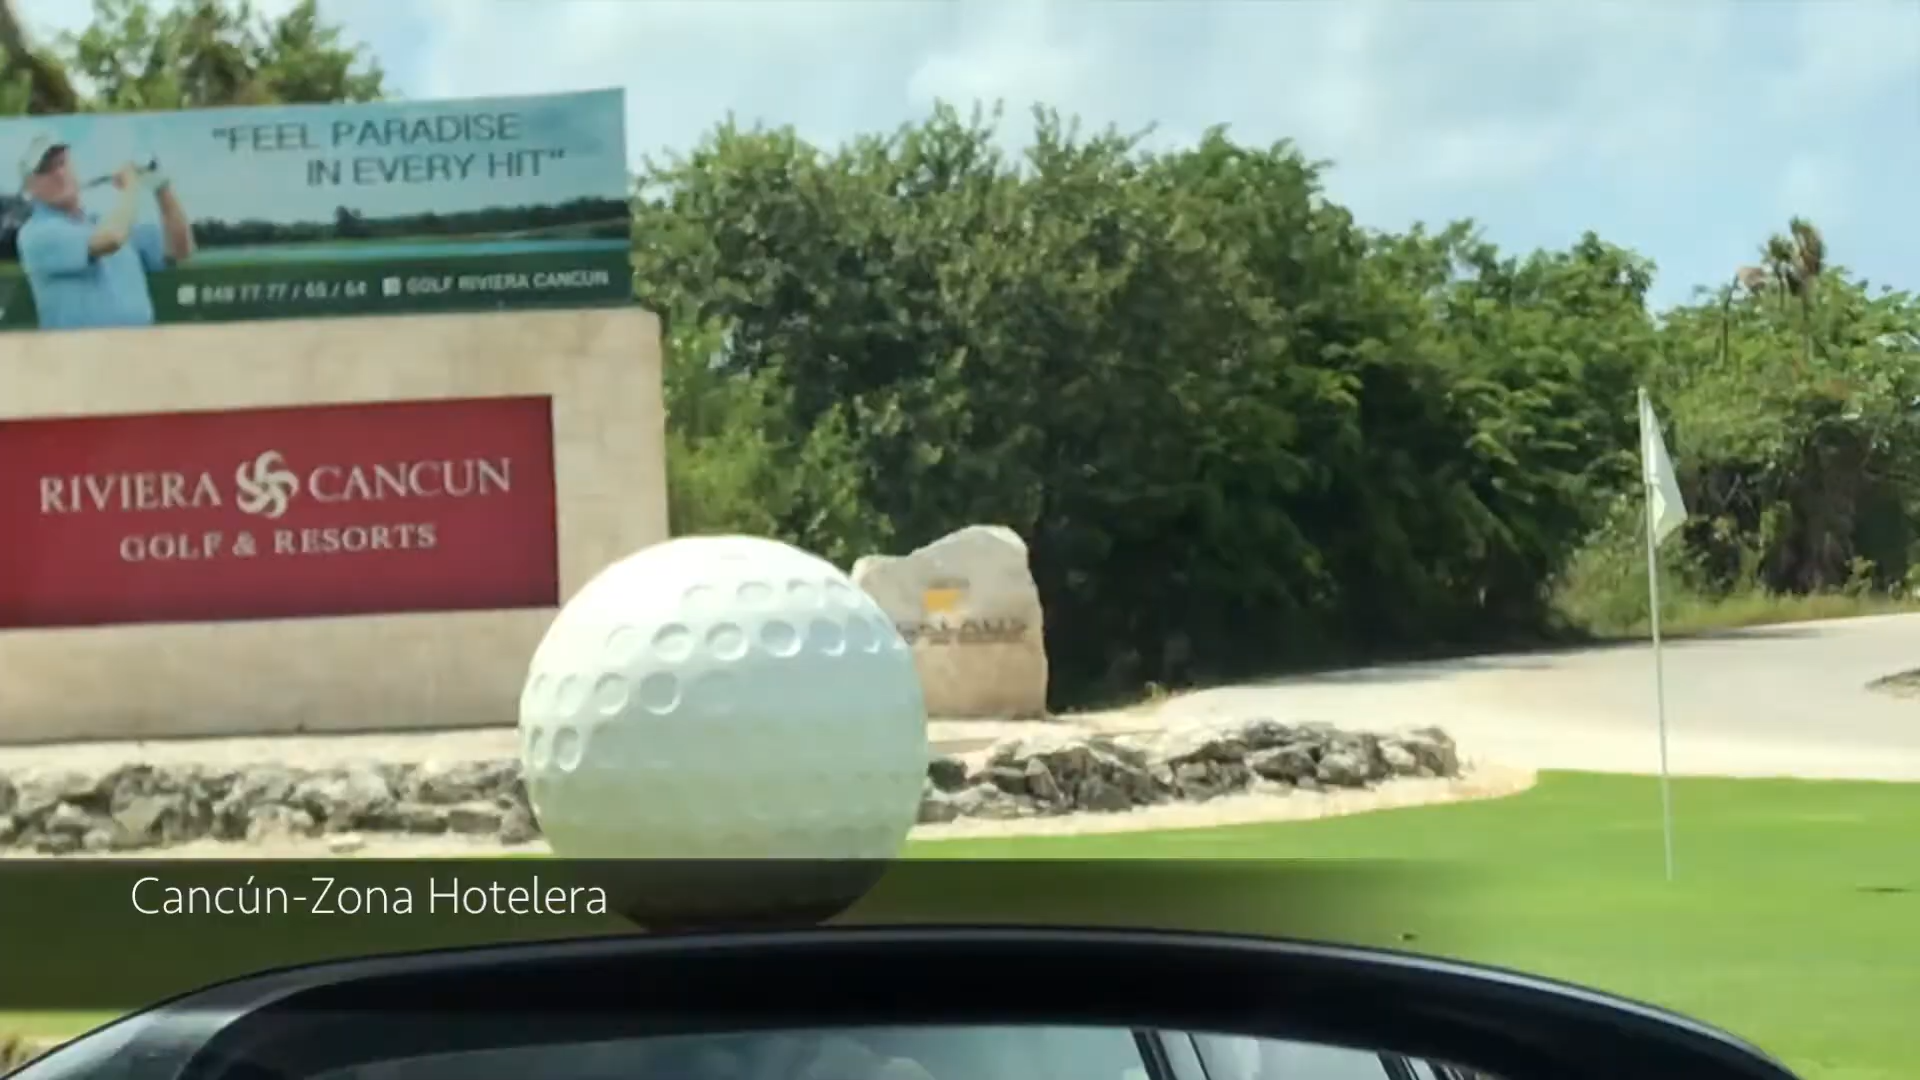 "FEEL PARADISE
IN EVERY HIT"
GOLF RIVIERA CANCUN
RIVIERA CANCUN
GOLF & RESORTS
Cancún-Zona Hotelera